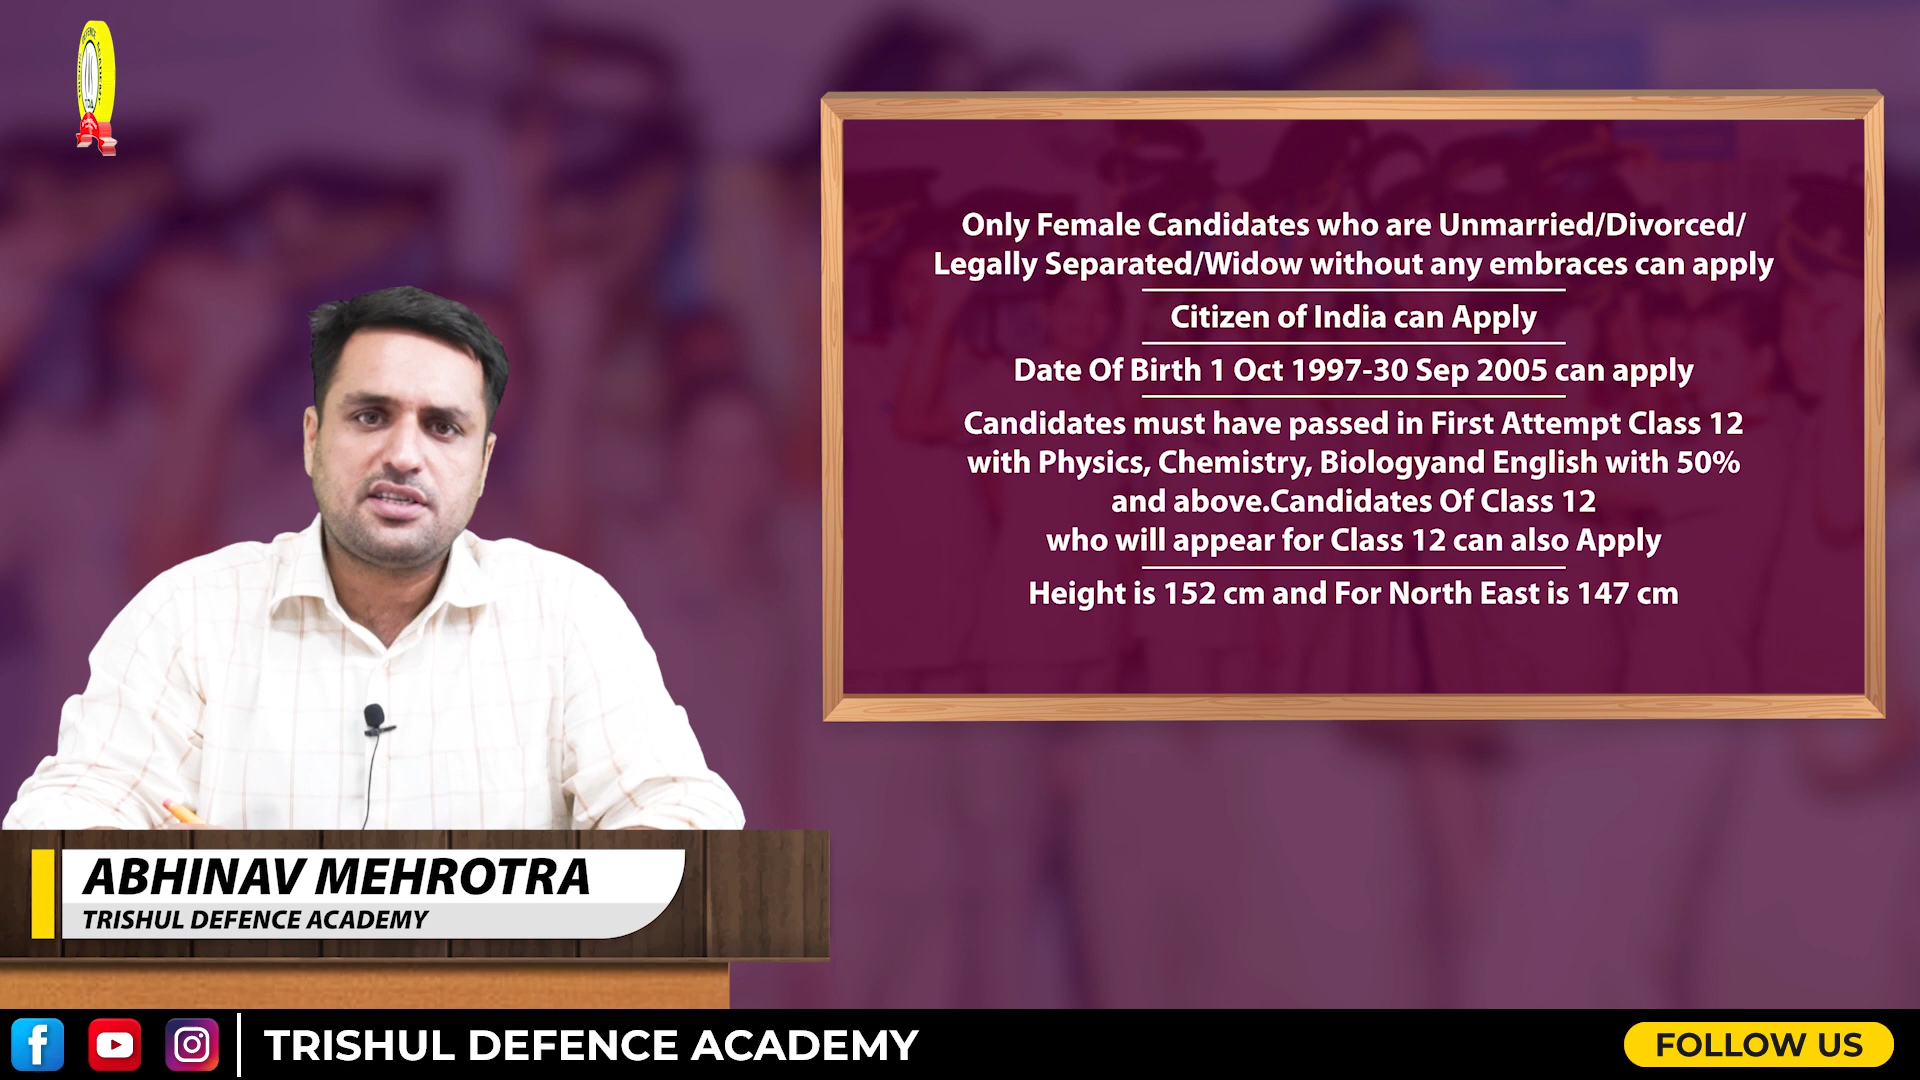 Only Female Candidates who are Unmarried/Divorced/
Legally Separated/Widow without any embraces can apply
Citizen of India can Apply
Date Of Birth 1 Oct 1997-30 Sep 2005 can apply
Candidates must have passed in First Attempt Class 12
with Physics, Chemistry, Biologyand English with 50%
and above.Candidates Of Class 12
who will appear for Class 12 can also Apply
Height is 152 cm and For North East is 147 cm
ABHINAV MEHROTRA
TRISHUL DEFENCE ACADEMY
TRISHUL DEFENCE ACADEMY
FOLLOW US